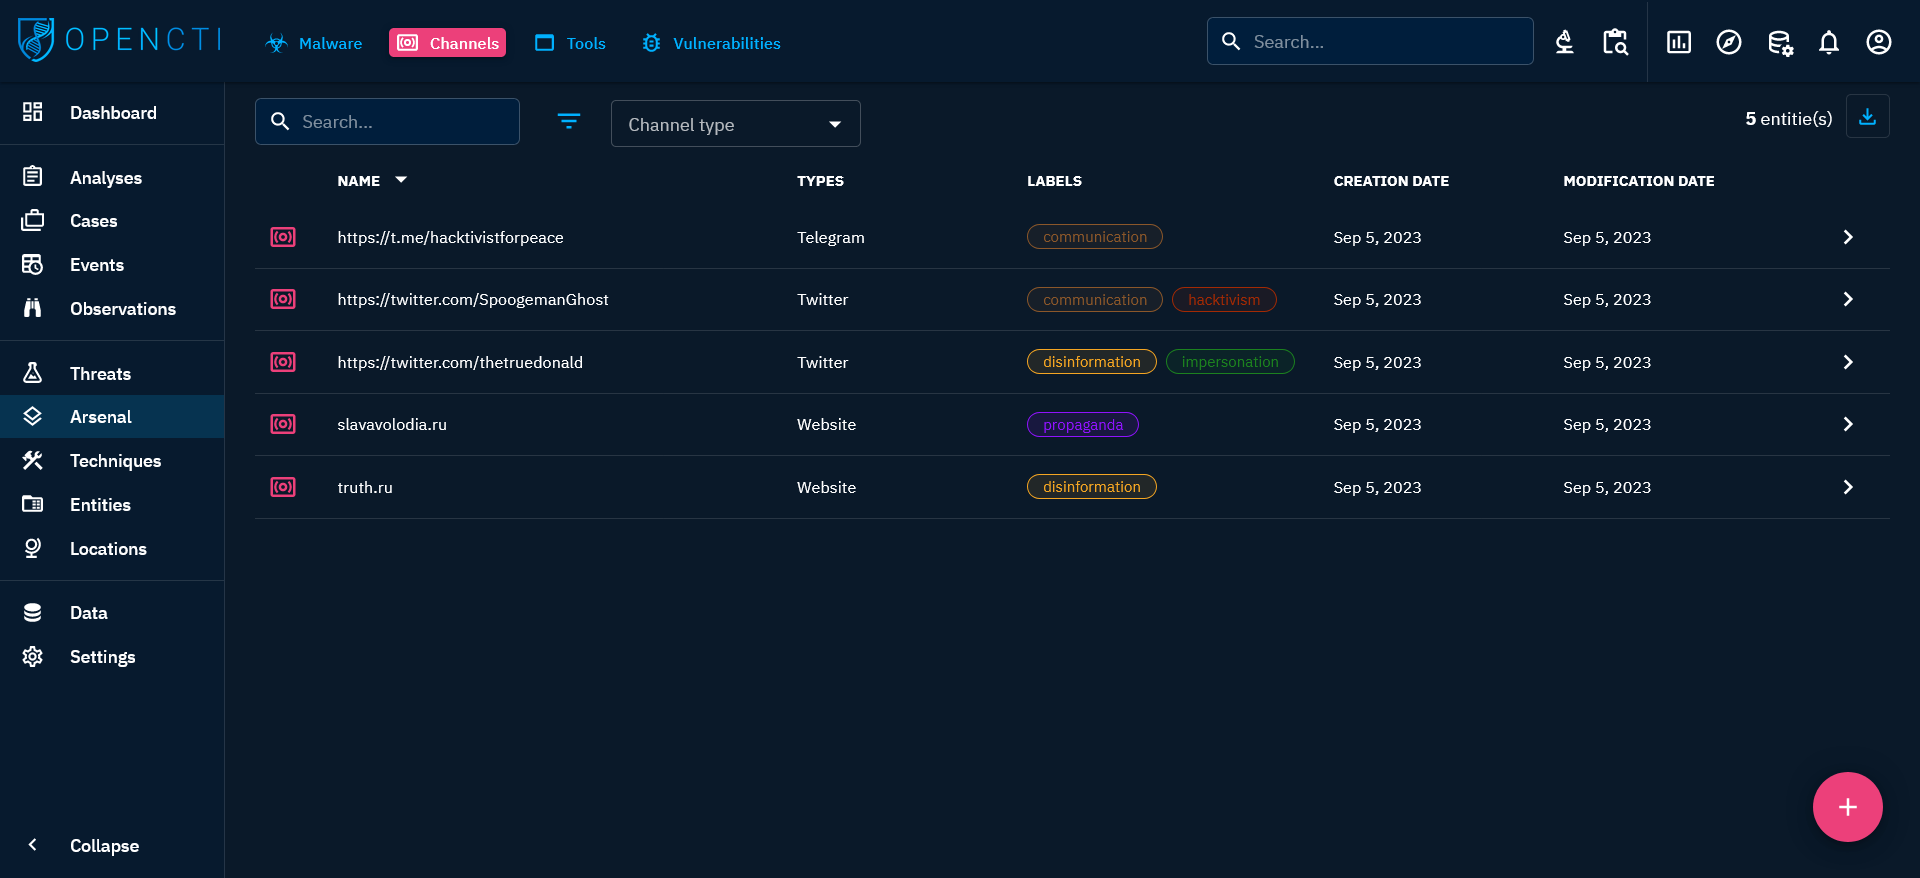 OPENCTI
Malware Channels Tools Vulnerabilities Search...
Dashboard
Analyses
Cases
Events
Observations
Threats
Arsenal
Techniques
Entities
Locations
Data
Settings
Collapse
Search... Channel type 5 entitie(s)
NAME TYPES LABELS CREATION DATE MODIFICATION DATE
https://t.me/hacktivistforpeace Telegram communication Sep 5, 2023 Sep 5, 2023
https://twitter.com/SpoogemanGhost Twitter communication hacktivism Sep 5, 2023 Sep 5, 2023
https://twitter.com/thetruedonald Twitter disinformation impersonation Sep 5, 2023 Sep 5, 2023
slavavolodia.ru Website propaganda Sep 5, 2023 Sep 5, 2023
truth.ru Website disinformation Sep 5, 2023 Sep 5, 2023